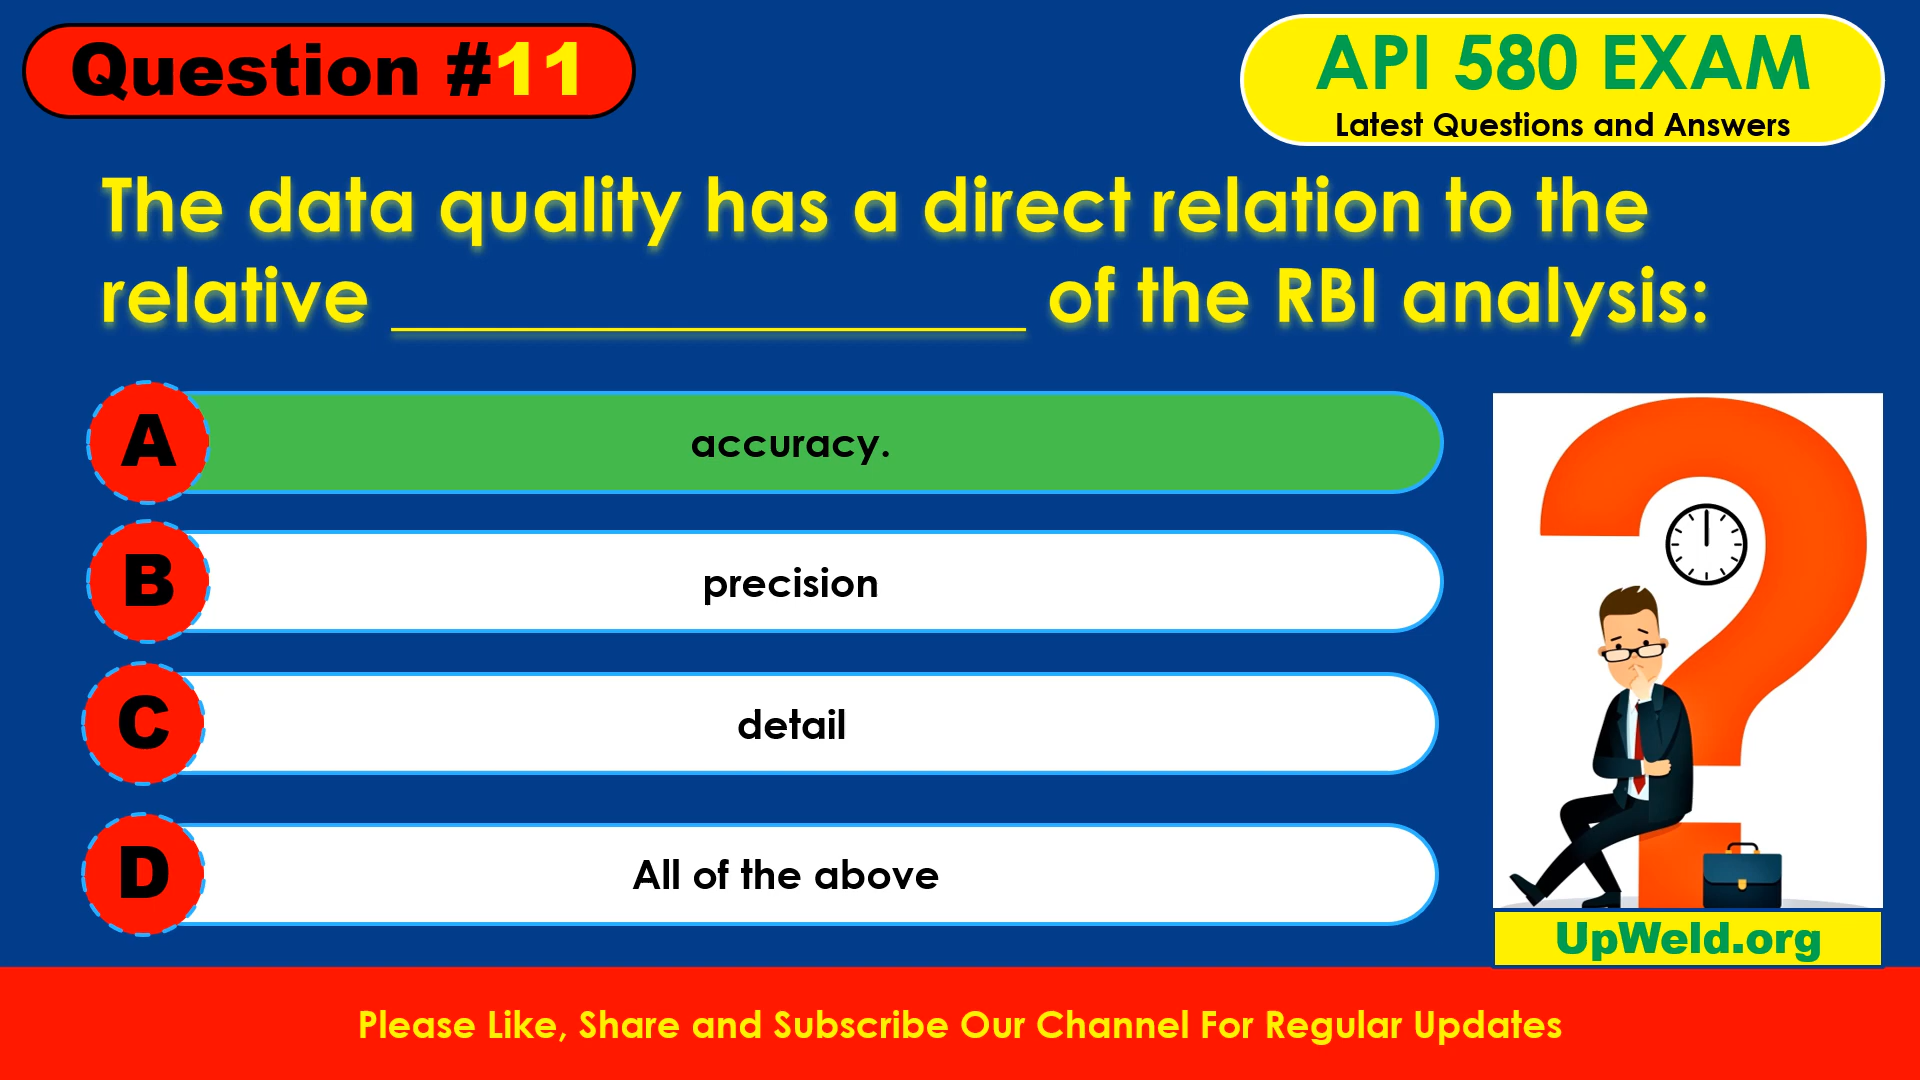 Question #11
API 580 EXAM
Latest Questions and Answers
The data quality has a direct relation to the
relative _________________ of the RBI analysis:
A
accuracy.
B
precision
C
detail
D
All of the above
UpWeld.org
Please Like, Share and Subscribe Our Channel For Regular Updates